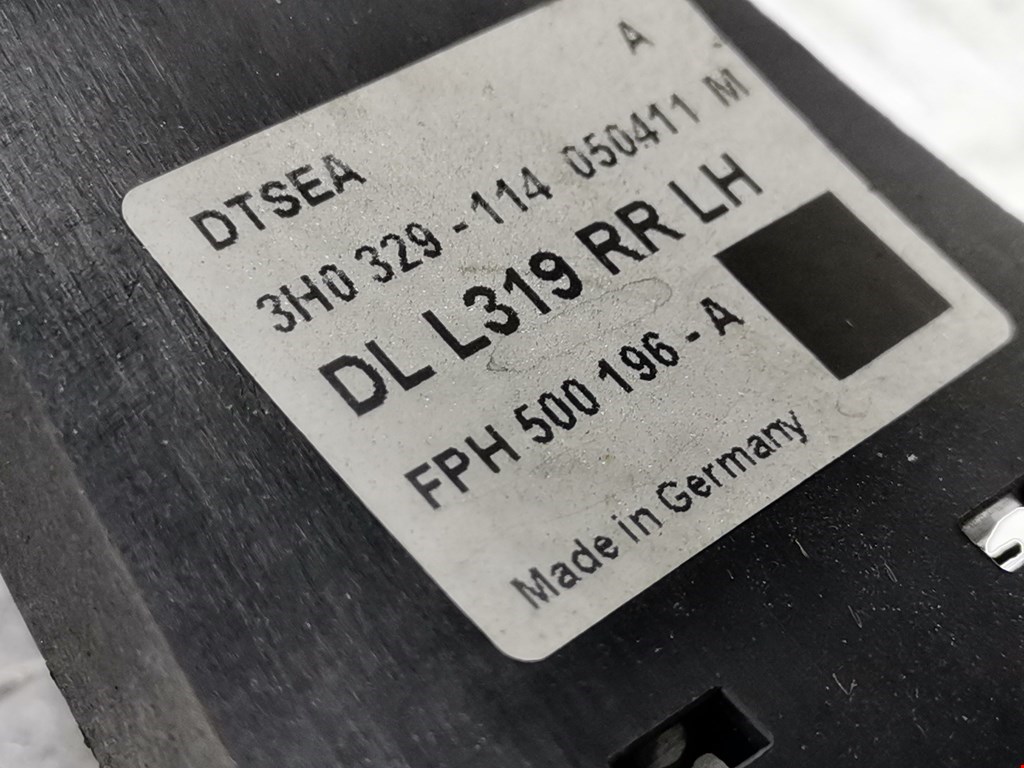 DTSEA A
3H0 329-114 050411 M
DL L319 RR LH
FPH 500 196-A
Made in Germany